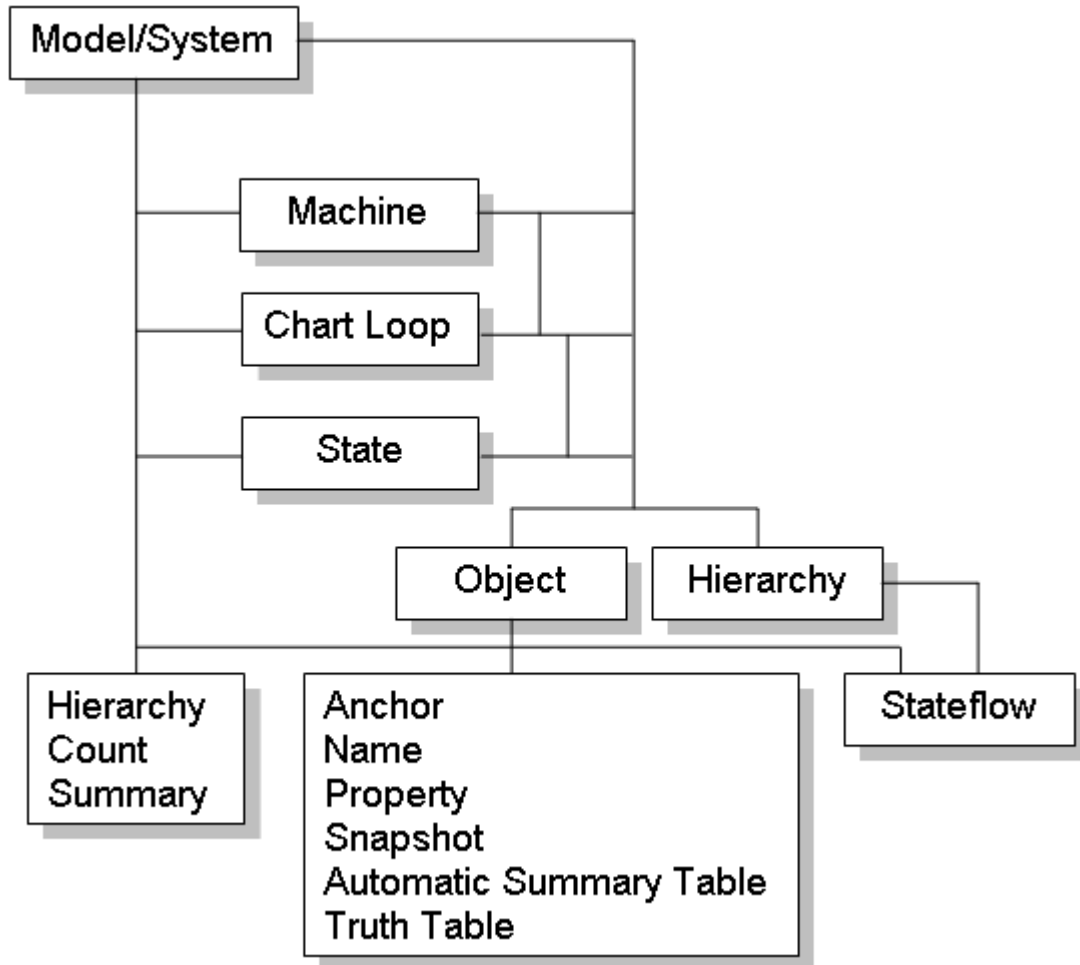 Model/System
Machine
Chart Loop
State
Object
Hierarchy
Hierarchy
Count
Summary
Anchor
Name
Property
Snapshot
Automatic Summary Table
Truth Table
Stateflow